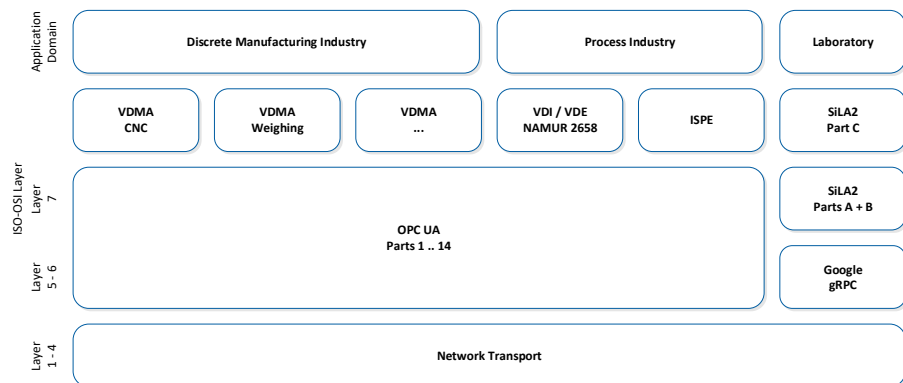 Application
Domain
Discrete Manufacturing Industry
Process Industry
Laboratory
VDMA
CNC
VDMA
Weighing
VDMA
...
VDI / VDE
NAMUR 2658
ISPE
SiLA2
Part C
ISO-OSI Layer
Layer
7
OPC UA
Parts 1 .. 14
SiLA2
Parts A + B
Layer
5 - 6
Google
gRPC
Layer
1 - 4
Network Transport